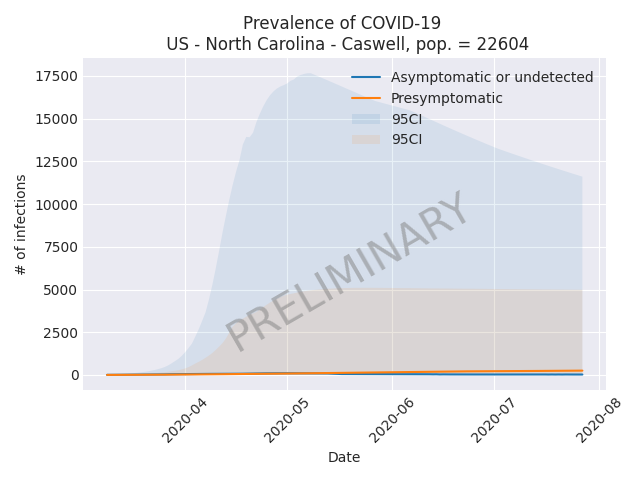 Prevalence of COVID-19
US - North Carolina - Caswell, pop. = 22604
17500
15000
12500
10000
7500
5000
2500
0
# of infections
Asymptomatic or undetected
Presymptomatic
95CI
95CI
PRELIMINARY
2020-04
2020-05
2020-06
2020-07
2020-08
Date